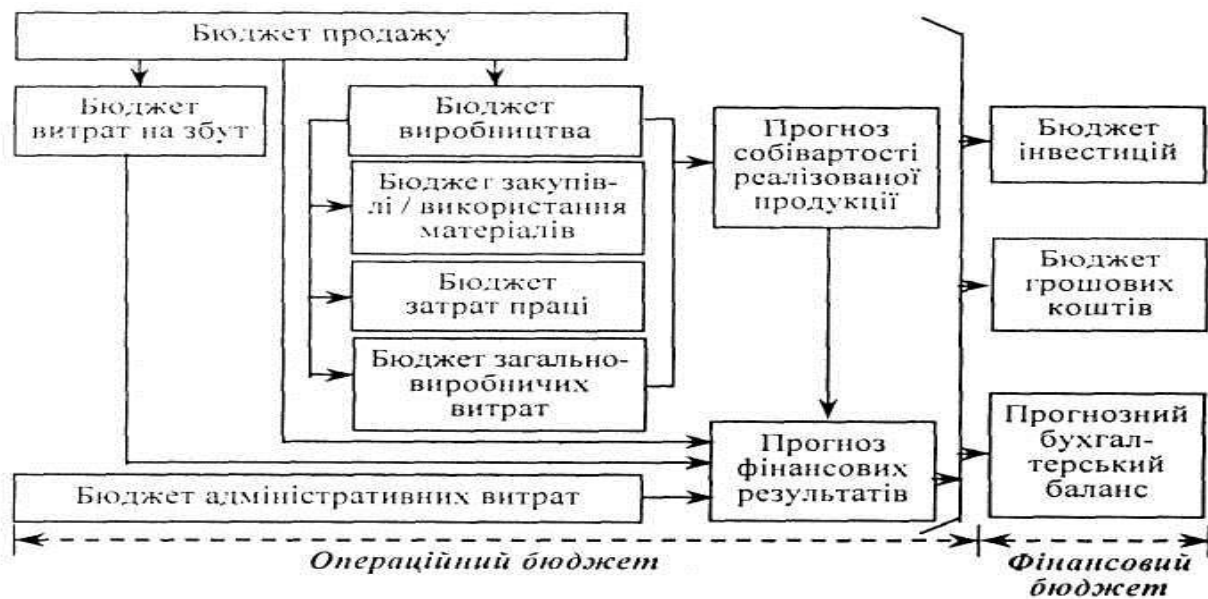 Бюджет продажу
Бюджет
витрат на збут
Бюджет
виробництва
Бюджет закупів-
лі / використання
матеріалів
Бюджет
затрат праці
Бюджет загально-
виробничих
витрат
Прогноз
собівартості
реалізованої
продукції
Прогноз
фінансових
результатів
Бюджет адміністративних витрат
Бюджет
інвестицій
Бюджет
грошових
коштів
Прогнозний
бухгал-
терський
баланс
Операційний бюджет
Фінансовий
бюджет